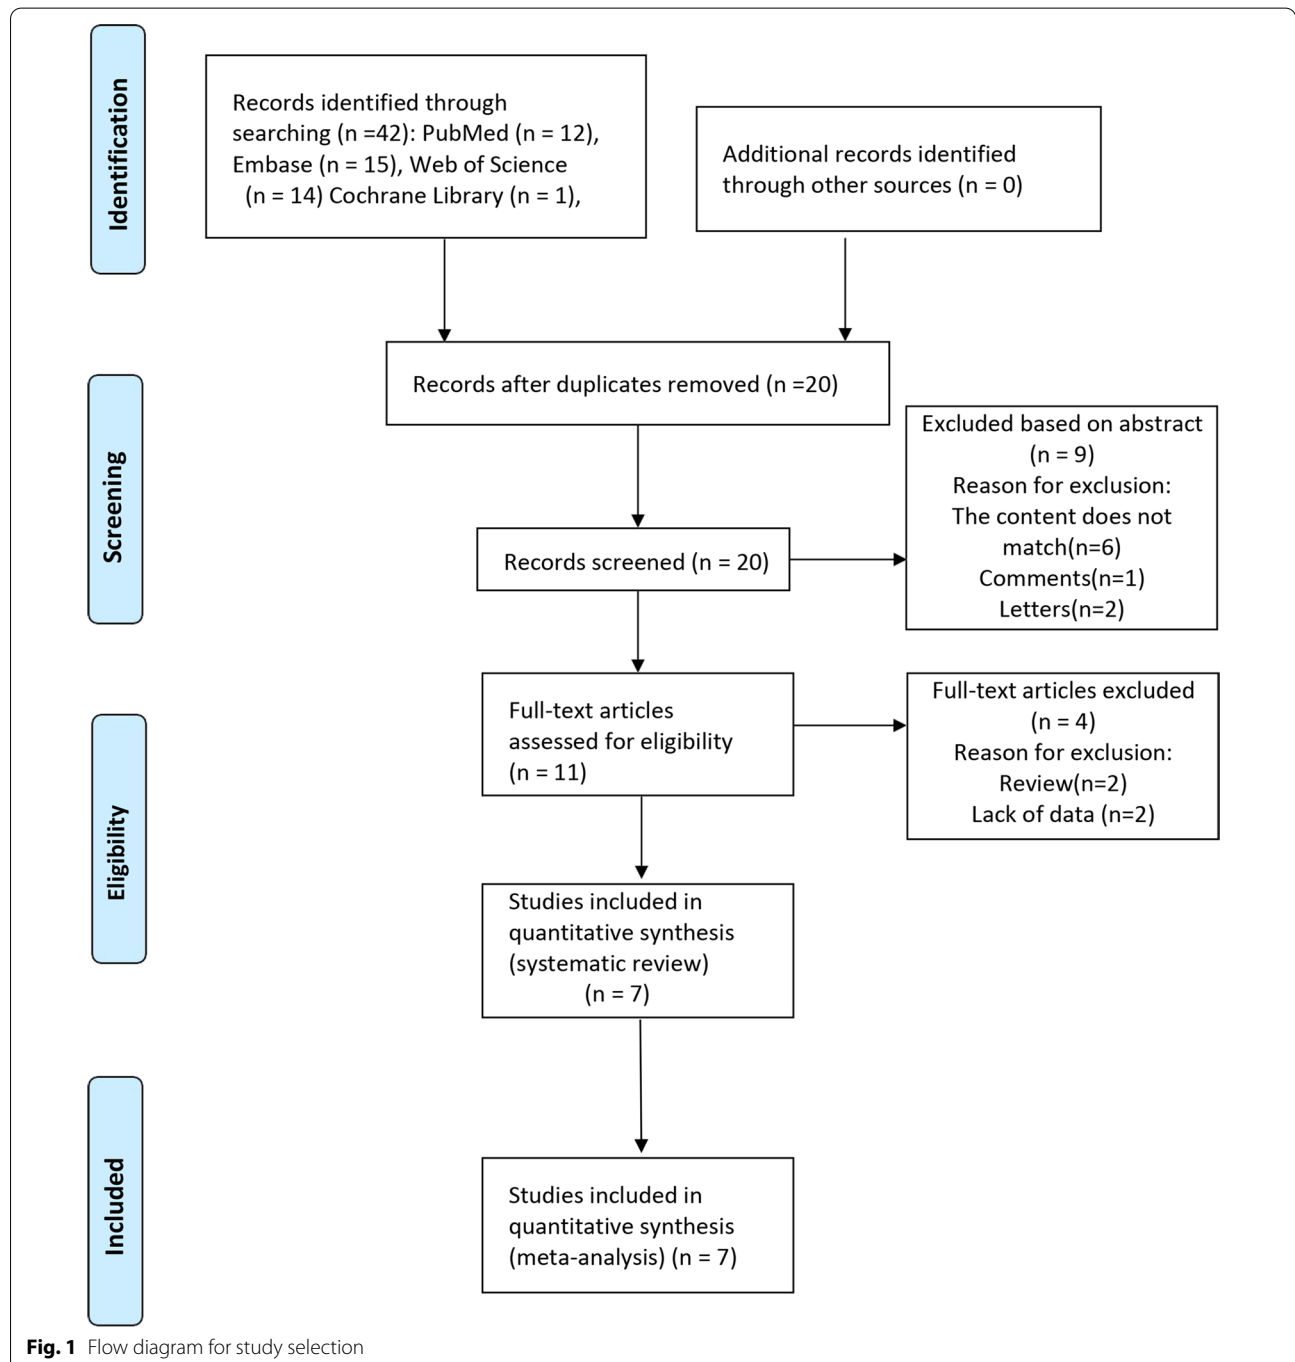 Identification
Records identified through
searching (n =42): PubMed (n = 12),
Embase (n = 15), Web of Science
(n = 14) Cochrane Library (n = 1),
Additional records identified
through other sources (n = 0)
Records after duplicates removed (n =20)
Screening
Records screened (n = 20)
Excluded based on abstract
(n = 9)
Reason for exclusion:
The content does not
match(n=6)
Comments(n=1)
Letters(n=2)
Eligibility
Full-text articles
assessed for eligibility
(n = 11)
Full-text articles excluded
(n = 4)
Reason for exclusion:
Review(n=2)
Lack of data (n=2)
Studies included in
quantitative synthesis
(systematic review)
(n = 7)
Included
Studies included in
quantitative synthesis
(meta-analysis) (n = 7)
Fig. 1 Flow diagram for study selection